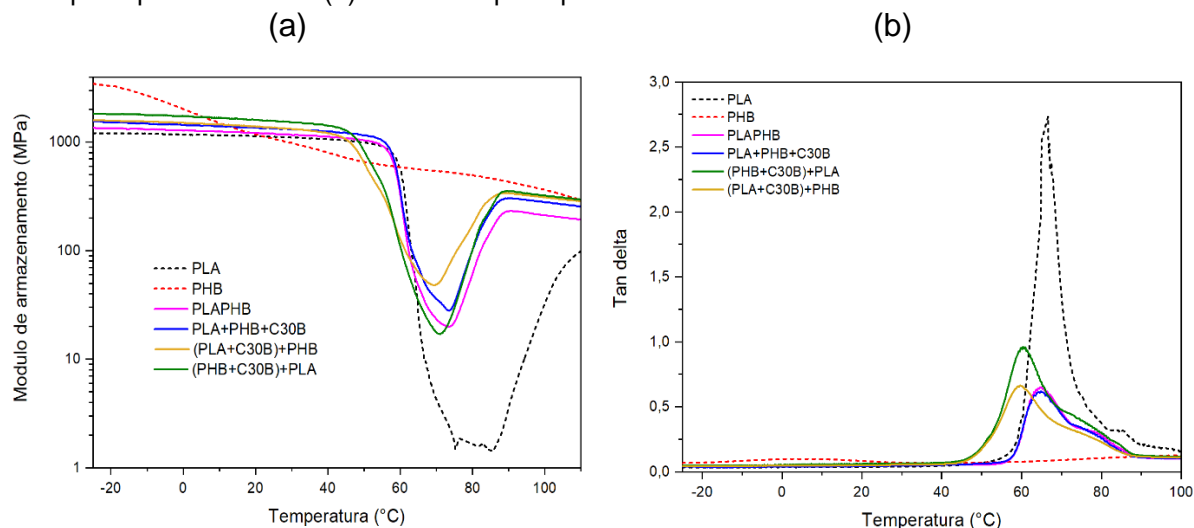 (a)
(b)
Modulo de armazenamento (MPa)
1000
100
10
1
PLA
PHB
PLAPHB
PLA+PHB+C30B
(PLA+C30B)+PHB
(PHB+C30B)+PLA
-20 0 20 40 60 80 100
Temperatura (°C)
Tan delta
3,0
2,5
2,0
1,5
1,0
0,5
0,0
PLA
PHB
PLAPHB
PLA+PHB+C30B
(PHB+C30B)+PLA
(PLA+C30B)+PHB
-20 0 20 40 60 80 100
Temperatura (°C)